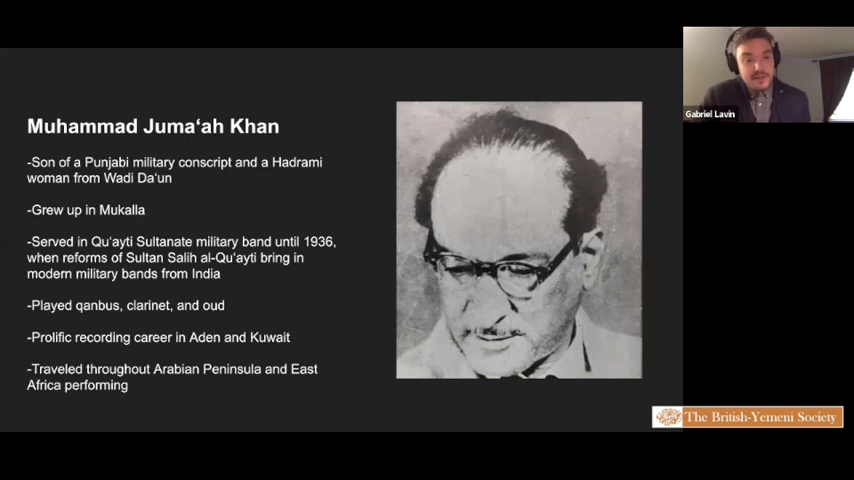 Muhammad Juma‘ah Khan
-Son of a Punjabi military conscript and a Hadrami
woman from Wadi Da‘un
-Grew up in Mukalla
-Served in Qu‘ayti Sultanate military band until 1936,
when reforms of Sultan Salih al-Qu‘ayti bring in
modern military bands from India
-Played qanbus, clarinet, and oud
-Prolific recording career in Aden and Kuwait
-Traveled throughout Arabian Peninsula and East
Africa performing
Gabriel Lavin
The British-Yemeni Society